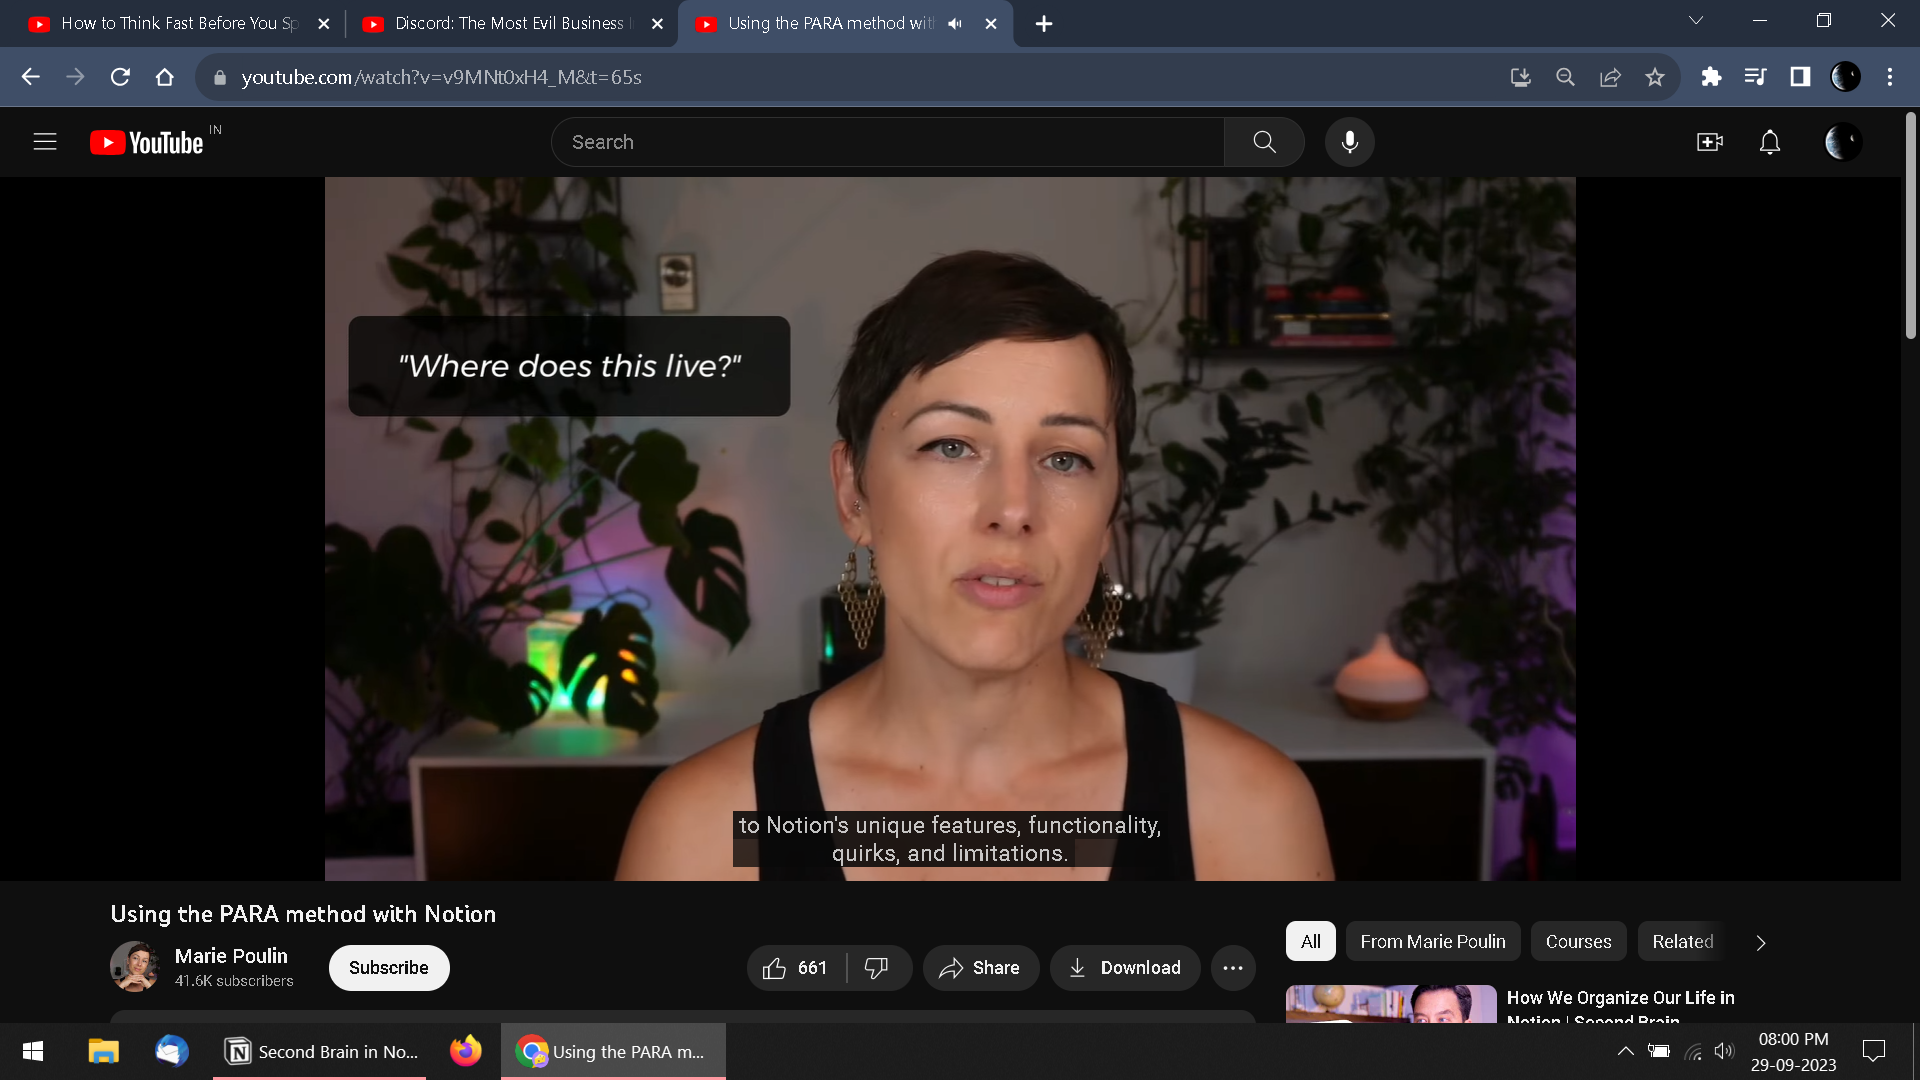 How to Think Fast Before You Sp
Discord: The Most Evil Business
Using the PARA method wit
youtube.com/watch?v=v9MNt0xH4_M&t=65s
YouTube IN
Search
"Where does this live?"
to Notion's unique features, functionality,
quirks, and limitations.
Using the PARA method with Notion
Marie Poulin
41.6K subscribers
Subscribe
661
Share
Download
All
From Marie Poulin
Courses
Related
How We Organize Our Life in
Notion | Second Brain
Second Brain in No...
Using the PARA m...
08:00 PM
29-09-2023